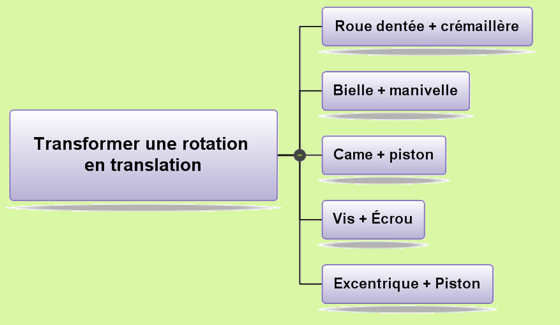 Transformer une rotation
en translation
Roue dentée + crémaillère
Bielle + manivelle
Came + piston
Vis + Écrou
Excentrique + Piston